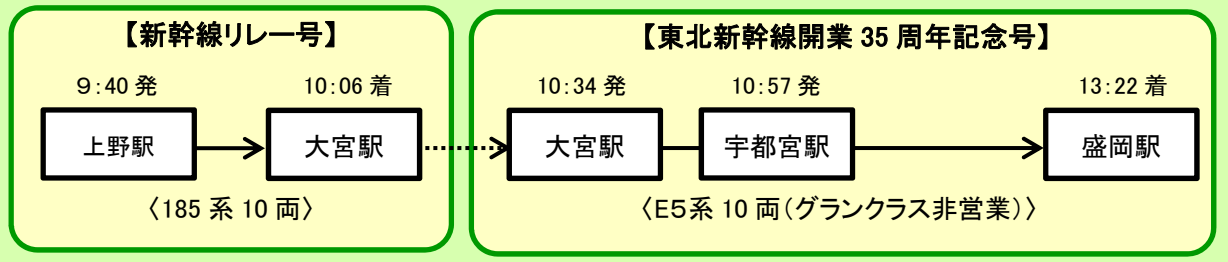 【新幹線リレー号】
9:40 発
10:06 着
上野駅
大宮駅
〈185 系 10 両〉
【東北新幹線開業 35 周年記念号】
10:34 発
10:57 発
13:22 着
大宮駅
宇都宮駅
盛岡駅
〈E5系 10 両(グランクラス非営業)〉